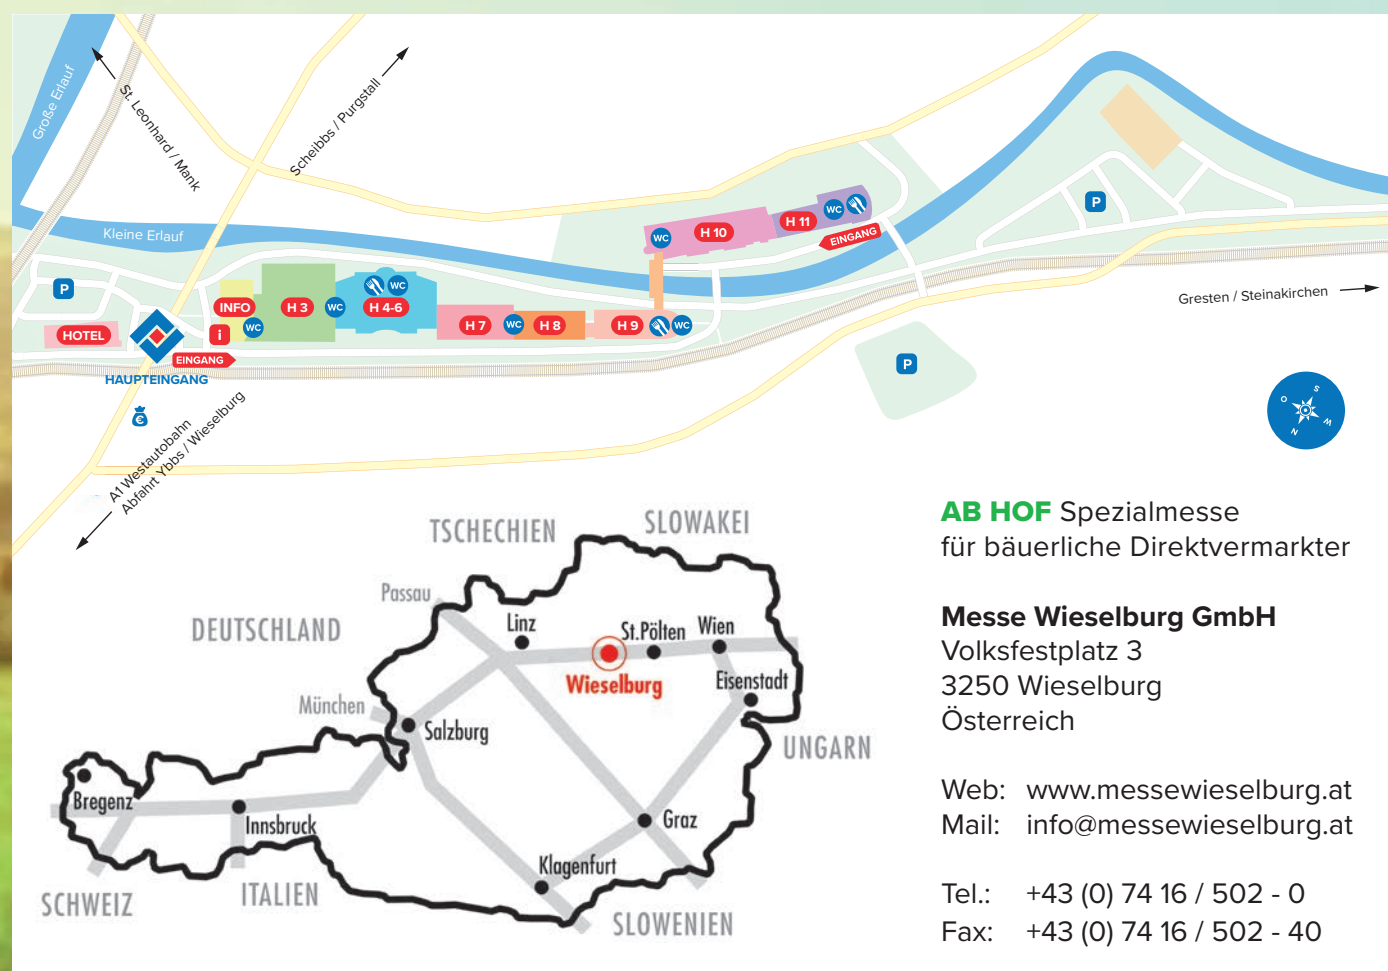 Große Erlauf
St. Leonhard / Mank
Scheibbs / Purgstall
Kleine Erlauf
P
HOTEL
HAUPTEINGANG
EINGANG
€
INFO
i
WC
H 3
WC
H 4-6
WC
H 7
WC
H 8
H 9
WC
WC
H 10
H 11
WC
EINGANG
P
P
Gresten / Steinakirchen
S
O
W
N
A1 Westautobahn
Abfahrt Ybbs / Wieselburg
TSCHECHIEN
SLOWAKEI
DEUTSCHLAND
Passau
Linz
St.Pölten
Wien
Wieselburg
Eisenstadt
München
Salzburg
UNGARN
Bregenz
Innsbruck
Graz
Klagenfurt
SCHWEIZ
ITALIEN
SLOWENIEN
AB HOF Spezialmesse
für bäuerliche Direktvermarkter
Messe Wieselburg GmbH
Volksfestplatz 3
3250 Wieselburg
Österreich
Web: www.messewieselburg.at
Mail: info@messewieselburg.at
Tel.: +43 (0) 74 16 / 502 - 0
Fax: +43 (0) 74 16 / 502 - 40